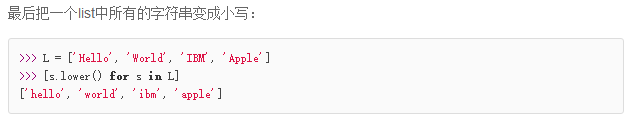 最后把一个list中所有的字符串变成小写：
>>> L = ['Hello', 'World', 'IBM', 'Apple']
>>> [s.lower() for s in L]
['hello', 'world', 'ibm', 'apple']